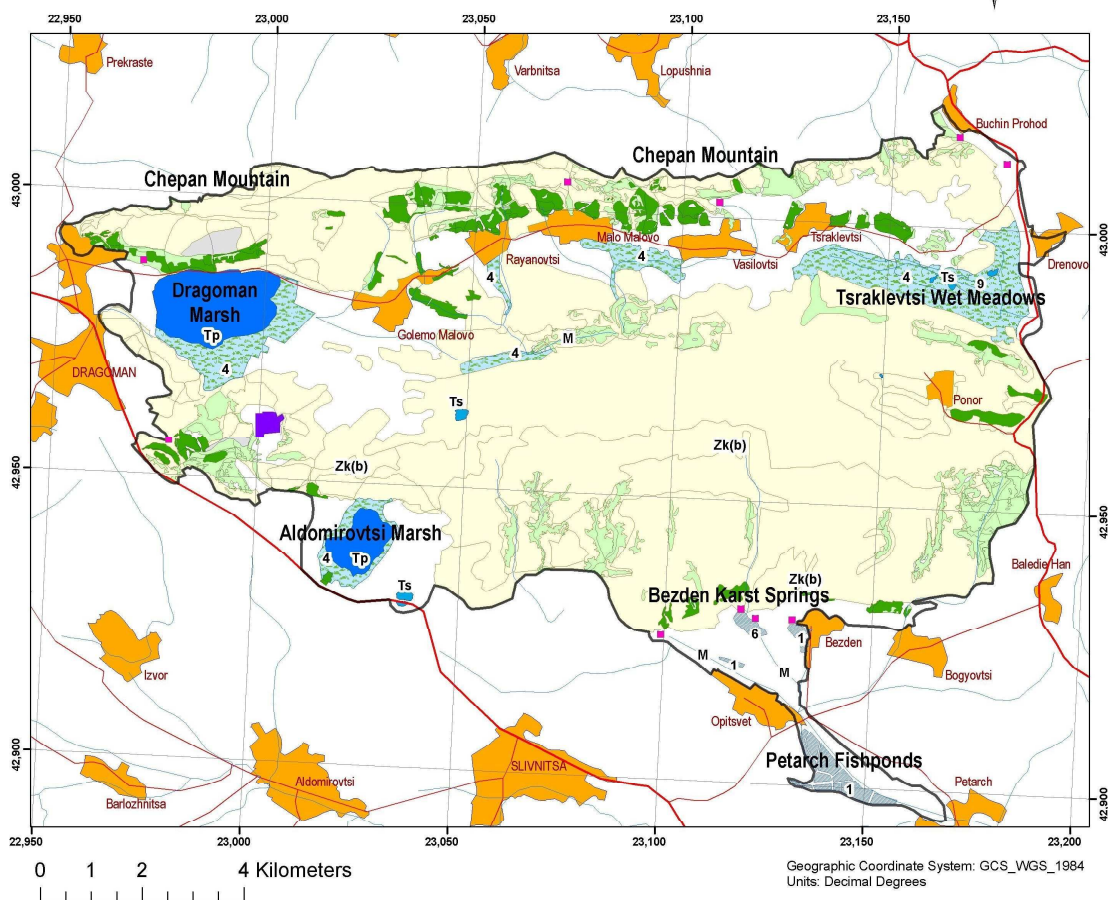 22,950
23,000
23,050
23,100
23,150
Prekraste
Varbnitsa
Lopushnia
Buchin Prohod
Chepan Mountain
Chepan Mountain
43,000
43,000
Malo Malovo
Tsraklevtsi
Rayanovtsi
Vasilovtsi
Drenovo
4
4
4
Ts
9
Dragoman
Marsh
Tsraklevtsi Wet Meadows
Tp
Golemo Malovo
M
4
4
DRAGOMAN
Ts
Ponor
Zk(b)
Zk(b)
42,950
42,950
Aldomirovtsi Marsh
4
Tp
Ts
Baledie Han
Zk(b)
Bezden Karst Springs
6
1
Bezden
M
1
M
Izvor
Bogyovtsi
Opitsvet
42,900
Petarch Fishponds
SLIVNITSA
Aldomirovtsi
Petarch
1
Barlozhnitsa
42,900
22,950
23,000
23,050
23,100
23,150
23,200
0 1 2 4 Kilometers
Geographic Coordinate System: GCS_WGS_1984
Units: Decimal Degrees